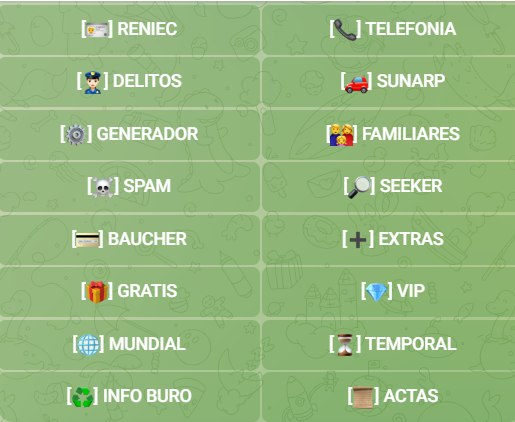 [🪪] RENIEC
[📞] TELEFONIA
[👮🏻‍♂️] DELITOS
[🚗] SUNARP
[⚙️] GENERADOR
[👨‍👩‍👦] FAMILIARES
[☠️] SPAM
[🔎] SEEKER
[💳] BAUCHER
[➕] EXTRAS
[🎁] GRATIS
[💎] VIP
[🌐] MUNDIAL
[⏳] TEMPORAL
[♻️] INFO BURO
[📜] ACTAS